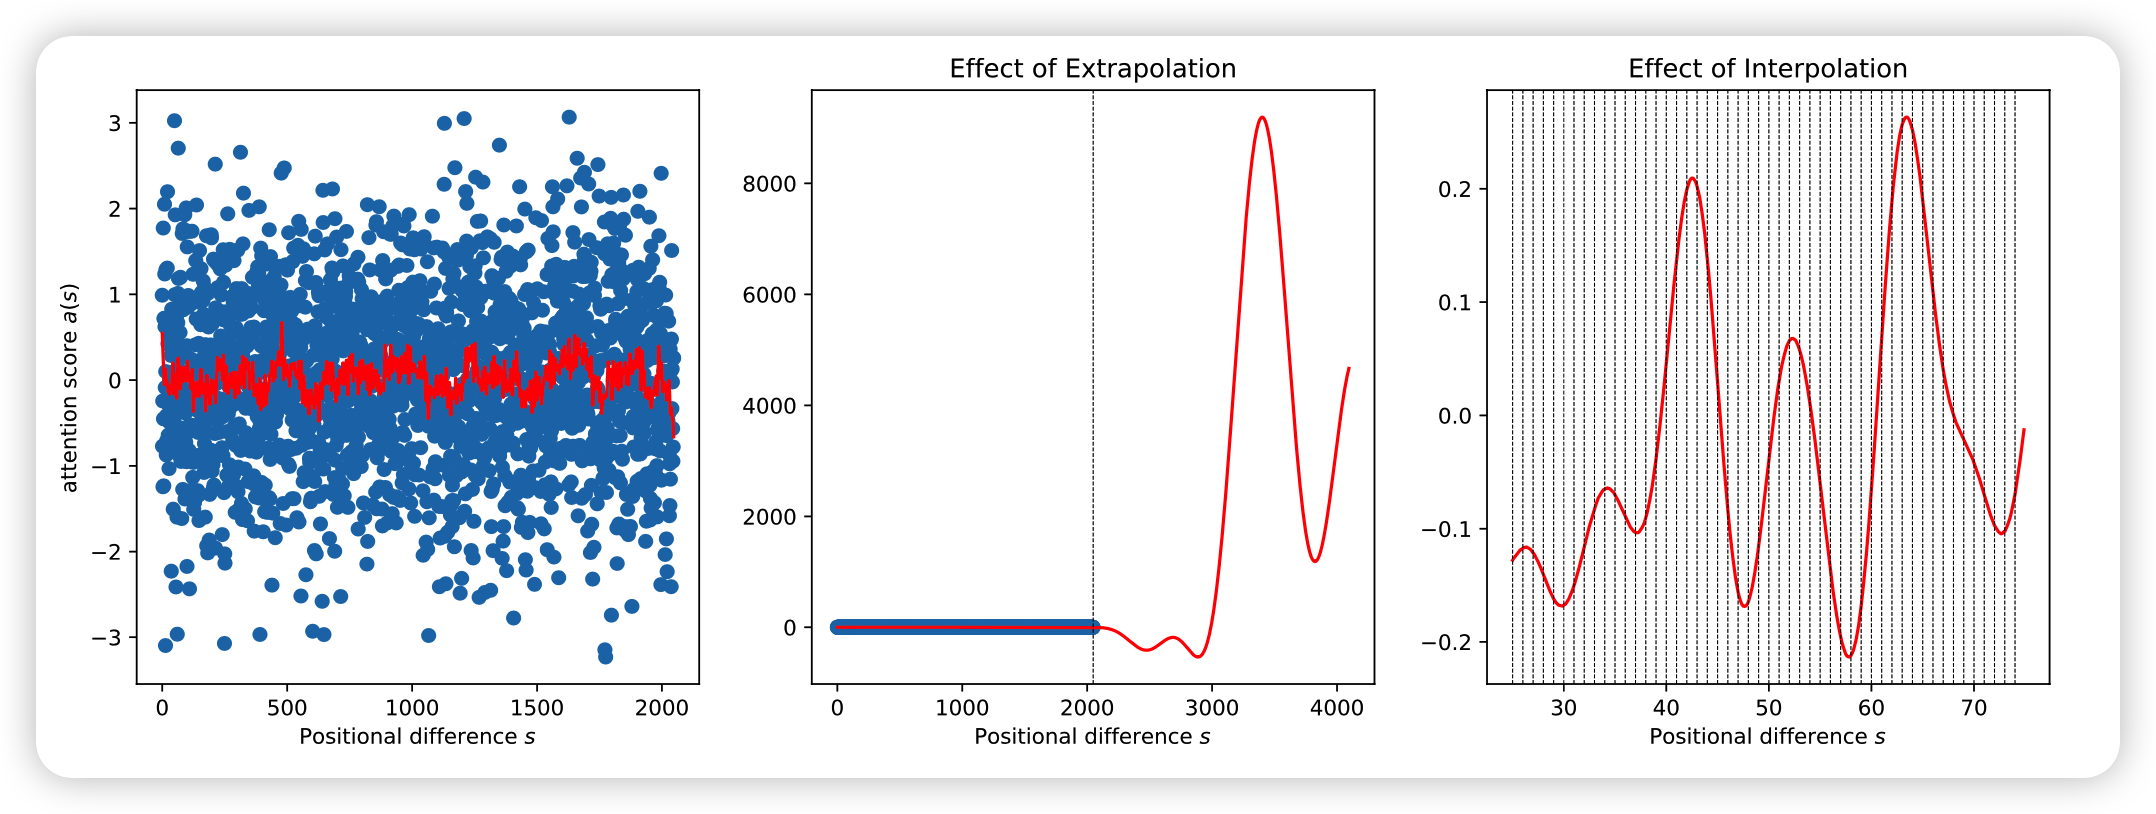 3
2
1
0
−1
−2
−3
attention score a(s)
0 500 1000 1500 2000
Positional difference s
Effect of Extrapolation
8000
6000
4000
2000
0
0 1000 2000 3000 4000
Positional difference s
Effect of Interpolation
0.2
0.1
0.0
−0.1
−0.2
30 40 50 60 70
Positional difference s